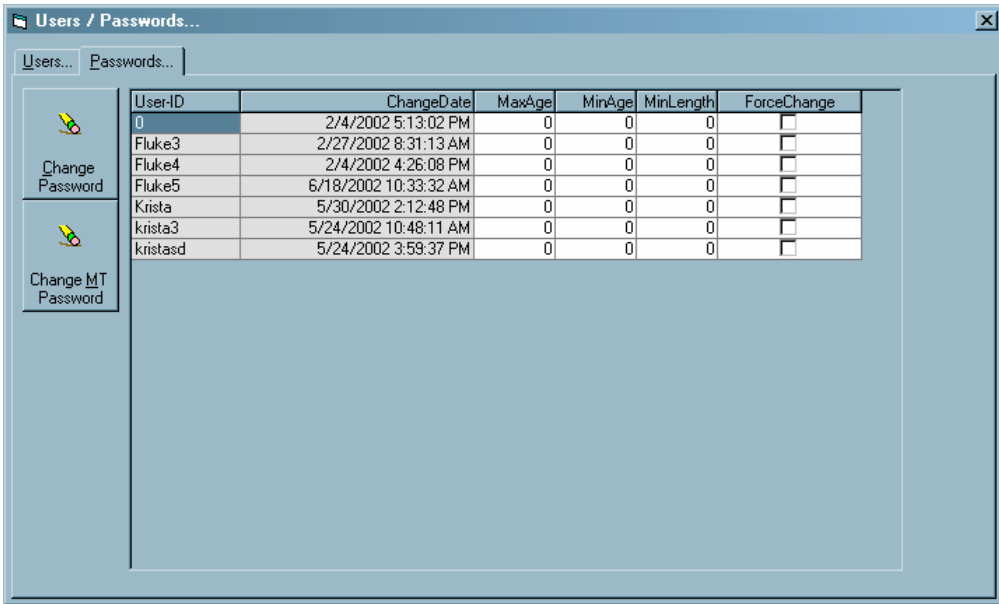 Users / Passwords...
Users... Passwords...
User-ID ChangeDate MaxAge MinAge MinLength ForceChange
0 2/4/2002 5:13:02 PM 0 0 0
Fluke3 2/27/2002 8:31:13 AM 0 0 0
Fluke4 2/4/2002 4:26:08 PM 0 0 0
Fluke5 6/18/2002 10:33:32 AM 0 0 0
Krista 5/30/2002 2:12:48 PM 0 0 0
krista3 5/24/2002 10:48:11 AM 0 0 0
kristasd 5/24/2002 3:59:37 PM 0 0 0
Change
Password
Change MT
Password